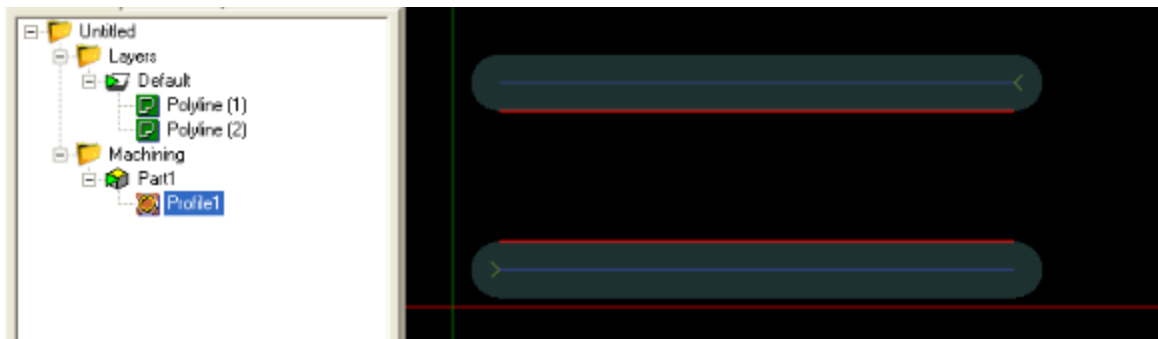 Untitled
Layers
Default
Polyline (1)
Polyline (2)
Machining
Part1
Profile1